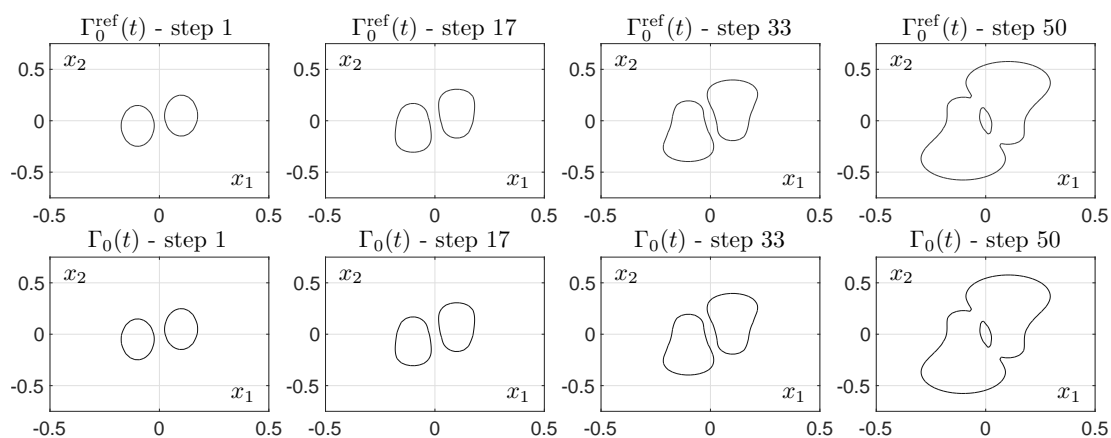 Γ₀ʳᵉᶠ(t) - step 1 Γ₀ʳᵉᶠ(t) - step 17 Γ₀ʳᵉᶠ(t) - step 33 Γ₀ʳᵉᶠ(t) - step 50
0.5 x₂ 0.5 x₂ 0.5 x₂ 0.5 x₂
0 0 0 0
-0.5 x₁ -0.5 x₁ -0.5 x₁ -0.5 x₁
-0.5 0 0.5 -0.5 0 0.5 -0.5 0 0.5 -0.5 0 0.5
Γ₀(t) - step 1 Γ₀(t) - step 17 Γ₀(t) - step 33 Γ₀(t) - step 50
0.5 x₂ 0.5 x₂ 0.5 x₂ 0.5 x₂
0 0 0 0
-0.5 x₁ -0.5 x₁ -0.5 x₁ -0.5 x₁
-0.5 0 0.5 -0.5 0 0.5 -0.5 0 0.5 -0.5 0 0.5